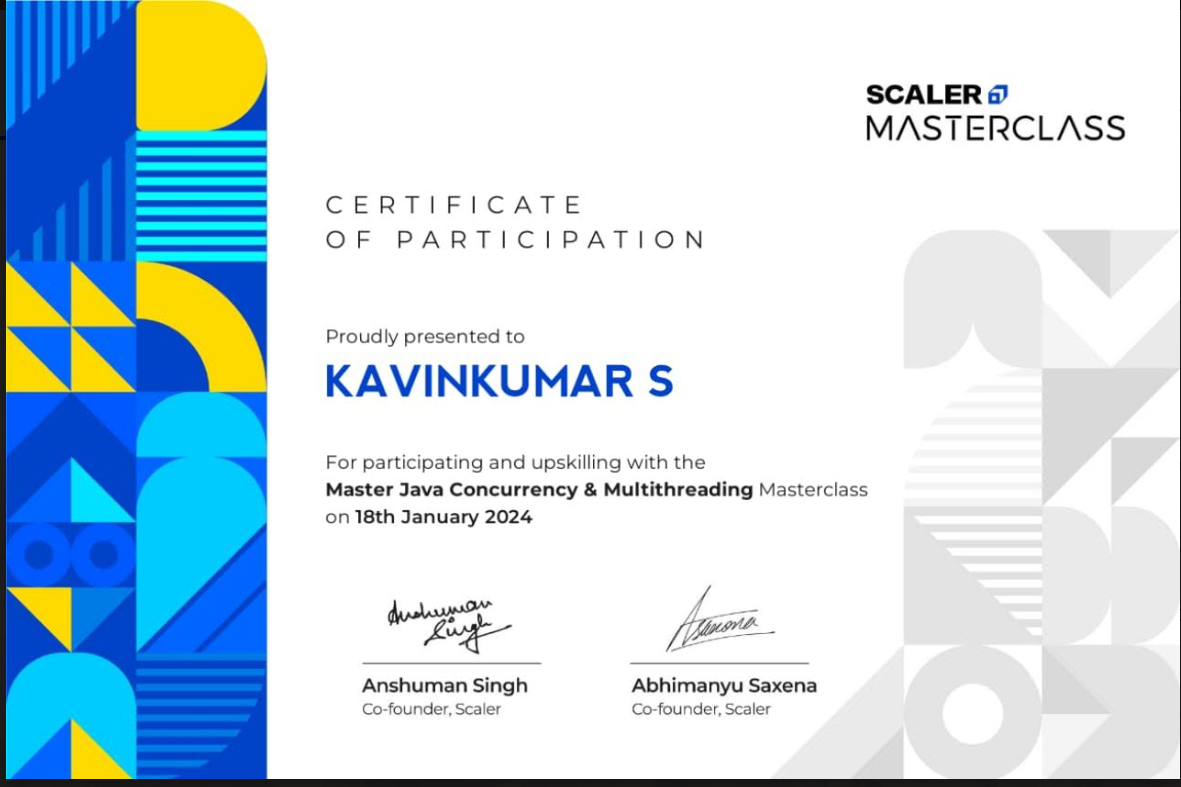 SCALER
MASTERCLASS
CERTIFICATE
OF PARTICIPATION
Proudly presented to
KAVINKUMAR S
For participating and upskilling with the
Master Java Concurrency & Multithreading Masterclass
on 18th January 2024
Anshuman
Singh
Asaxena
Anshuman Singh
Co-founder, Scaler
Abhimanyu Saxena
Co-founder, Scaler